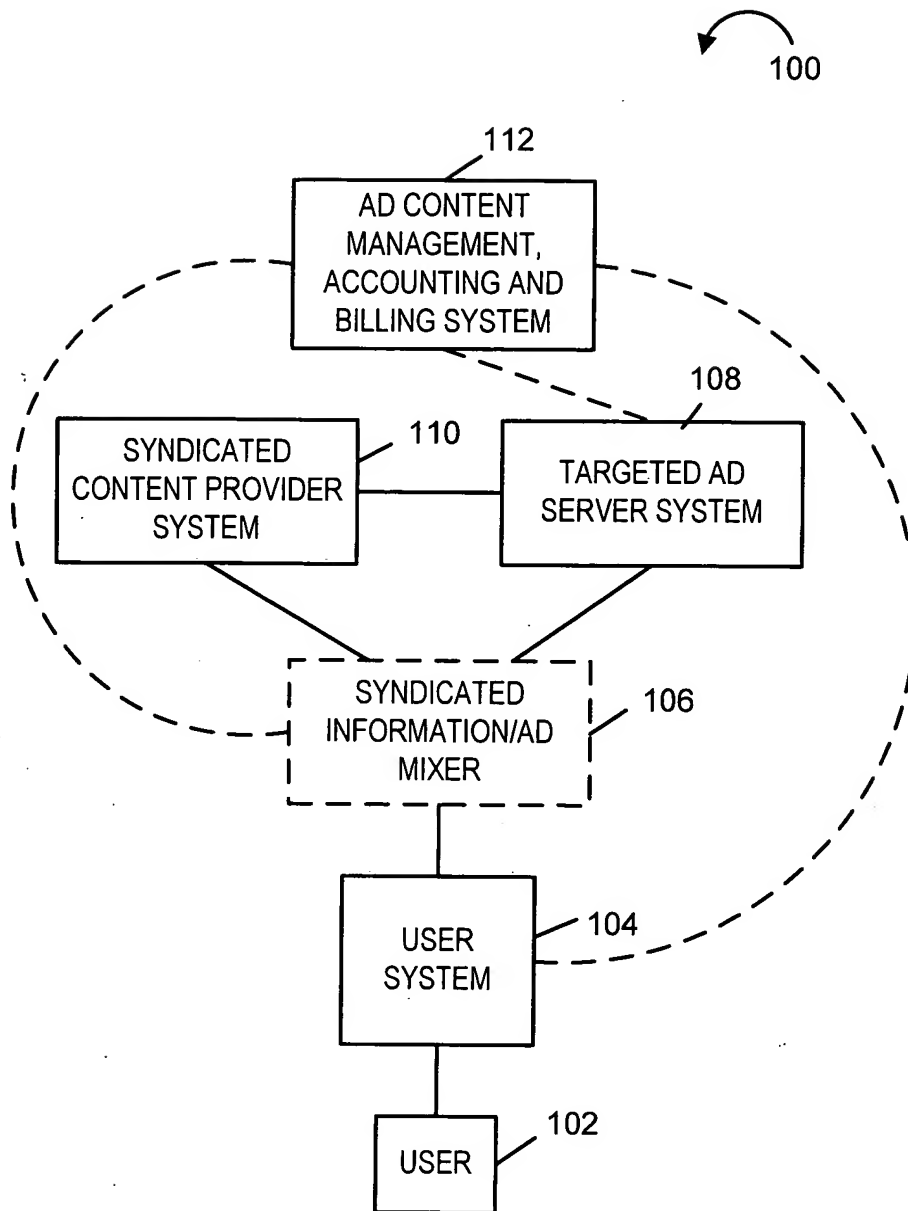 100
112
AD CONTENT
MANAGEMENT,
ACCOUNTING AND
BILLING SYSTEM
108
110
SYNDICATED
CONTENT PROVIDER
SYSTEM
TARGETED AD
SERVER SYSTEM
SYNDICATED
INFORMATION/AD
MIXER
106
104
USER
SYSTEM
102
USER